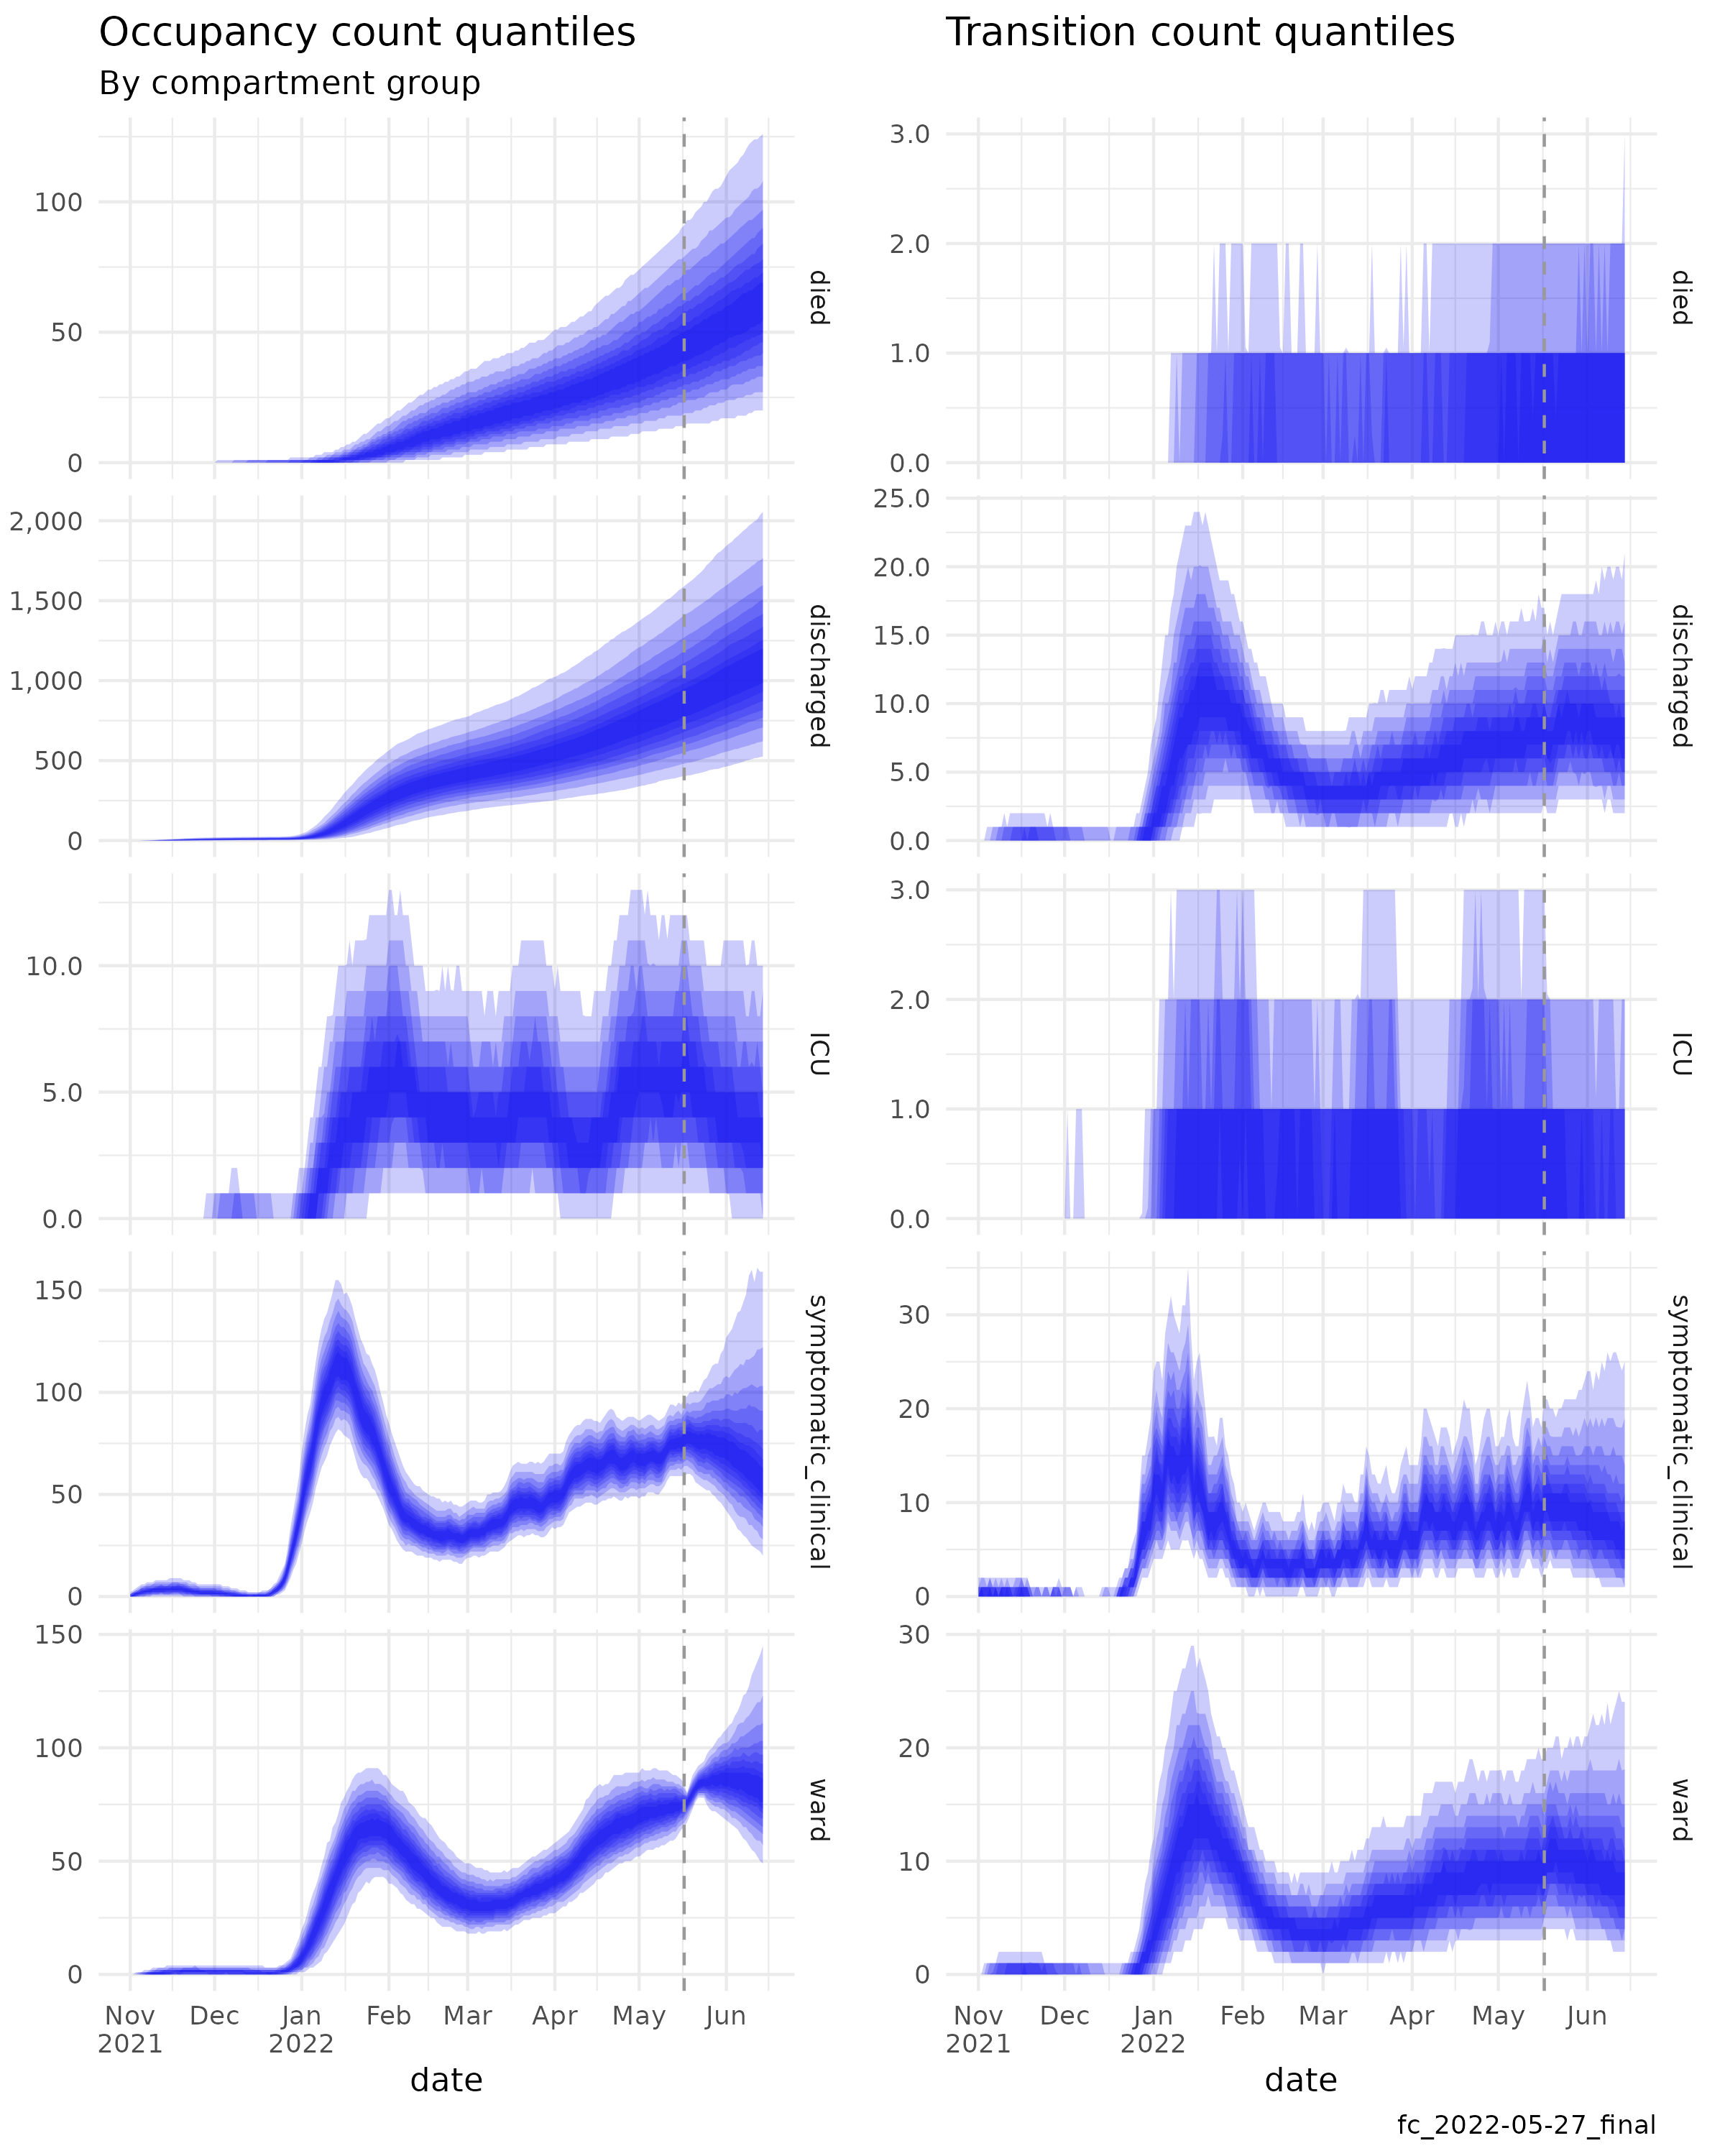 Occupancy count quantiles
By compartment group
100
50
0
died
2,000
1,500
1,000
500
0
discharged
10.0
5.0
0.0
ICU
150
100
50
0
symptomatic_clinical
150
100
50
0
ward
Nov Dec Jan Feb Mar Apr May Jun
2021 2022
date
Transition count quantiles
3.0
2.0
1.0
0.0
died
25.0
20.0
15.0
10.0
5.0
0.0
discharged
3.0
2.0
1.0
0.0
ICU
30
20
10
0
symptomatic_clinical
30
20
10
0
ward
Nov Dec Jan Feb Mar Apr May Jun
2021 2022
date
fc_2022-05-27_final